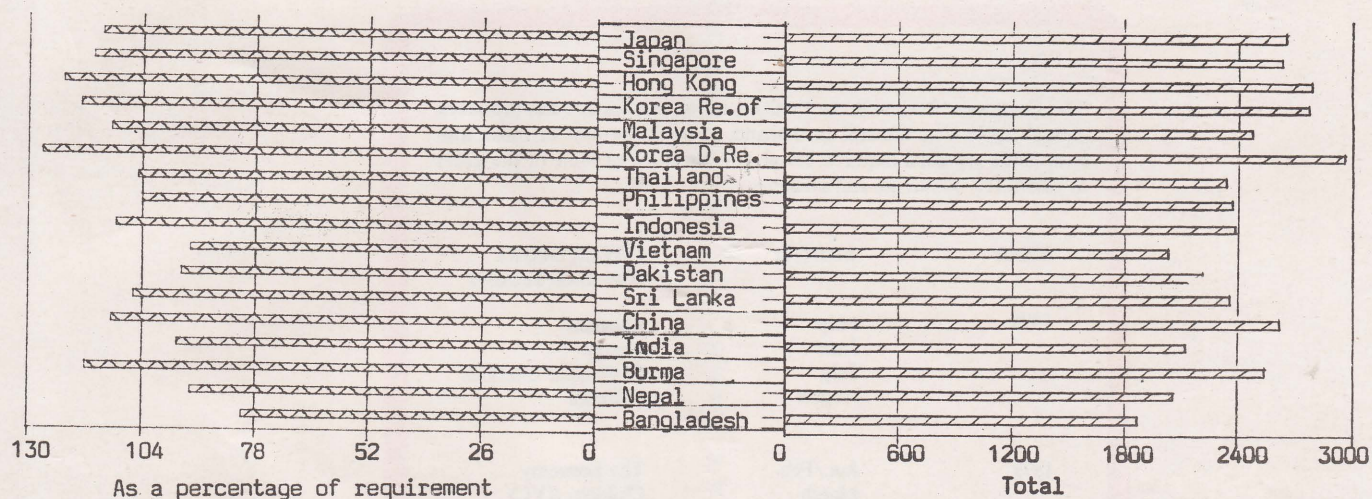 Japan
Singapore
Hong Kong
Korea Re.of
Malaysia
Korea D.Re.
Thailand
Philippines
Indonesia
Vietnam
Pakistan
Sri Lanka
China
India
Burma
Nepal
Bangladesh
130 104 78 52 26 0 0 600 1200 1800 2400 3000
As a percentage of requirement Total